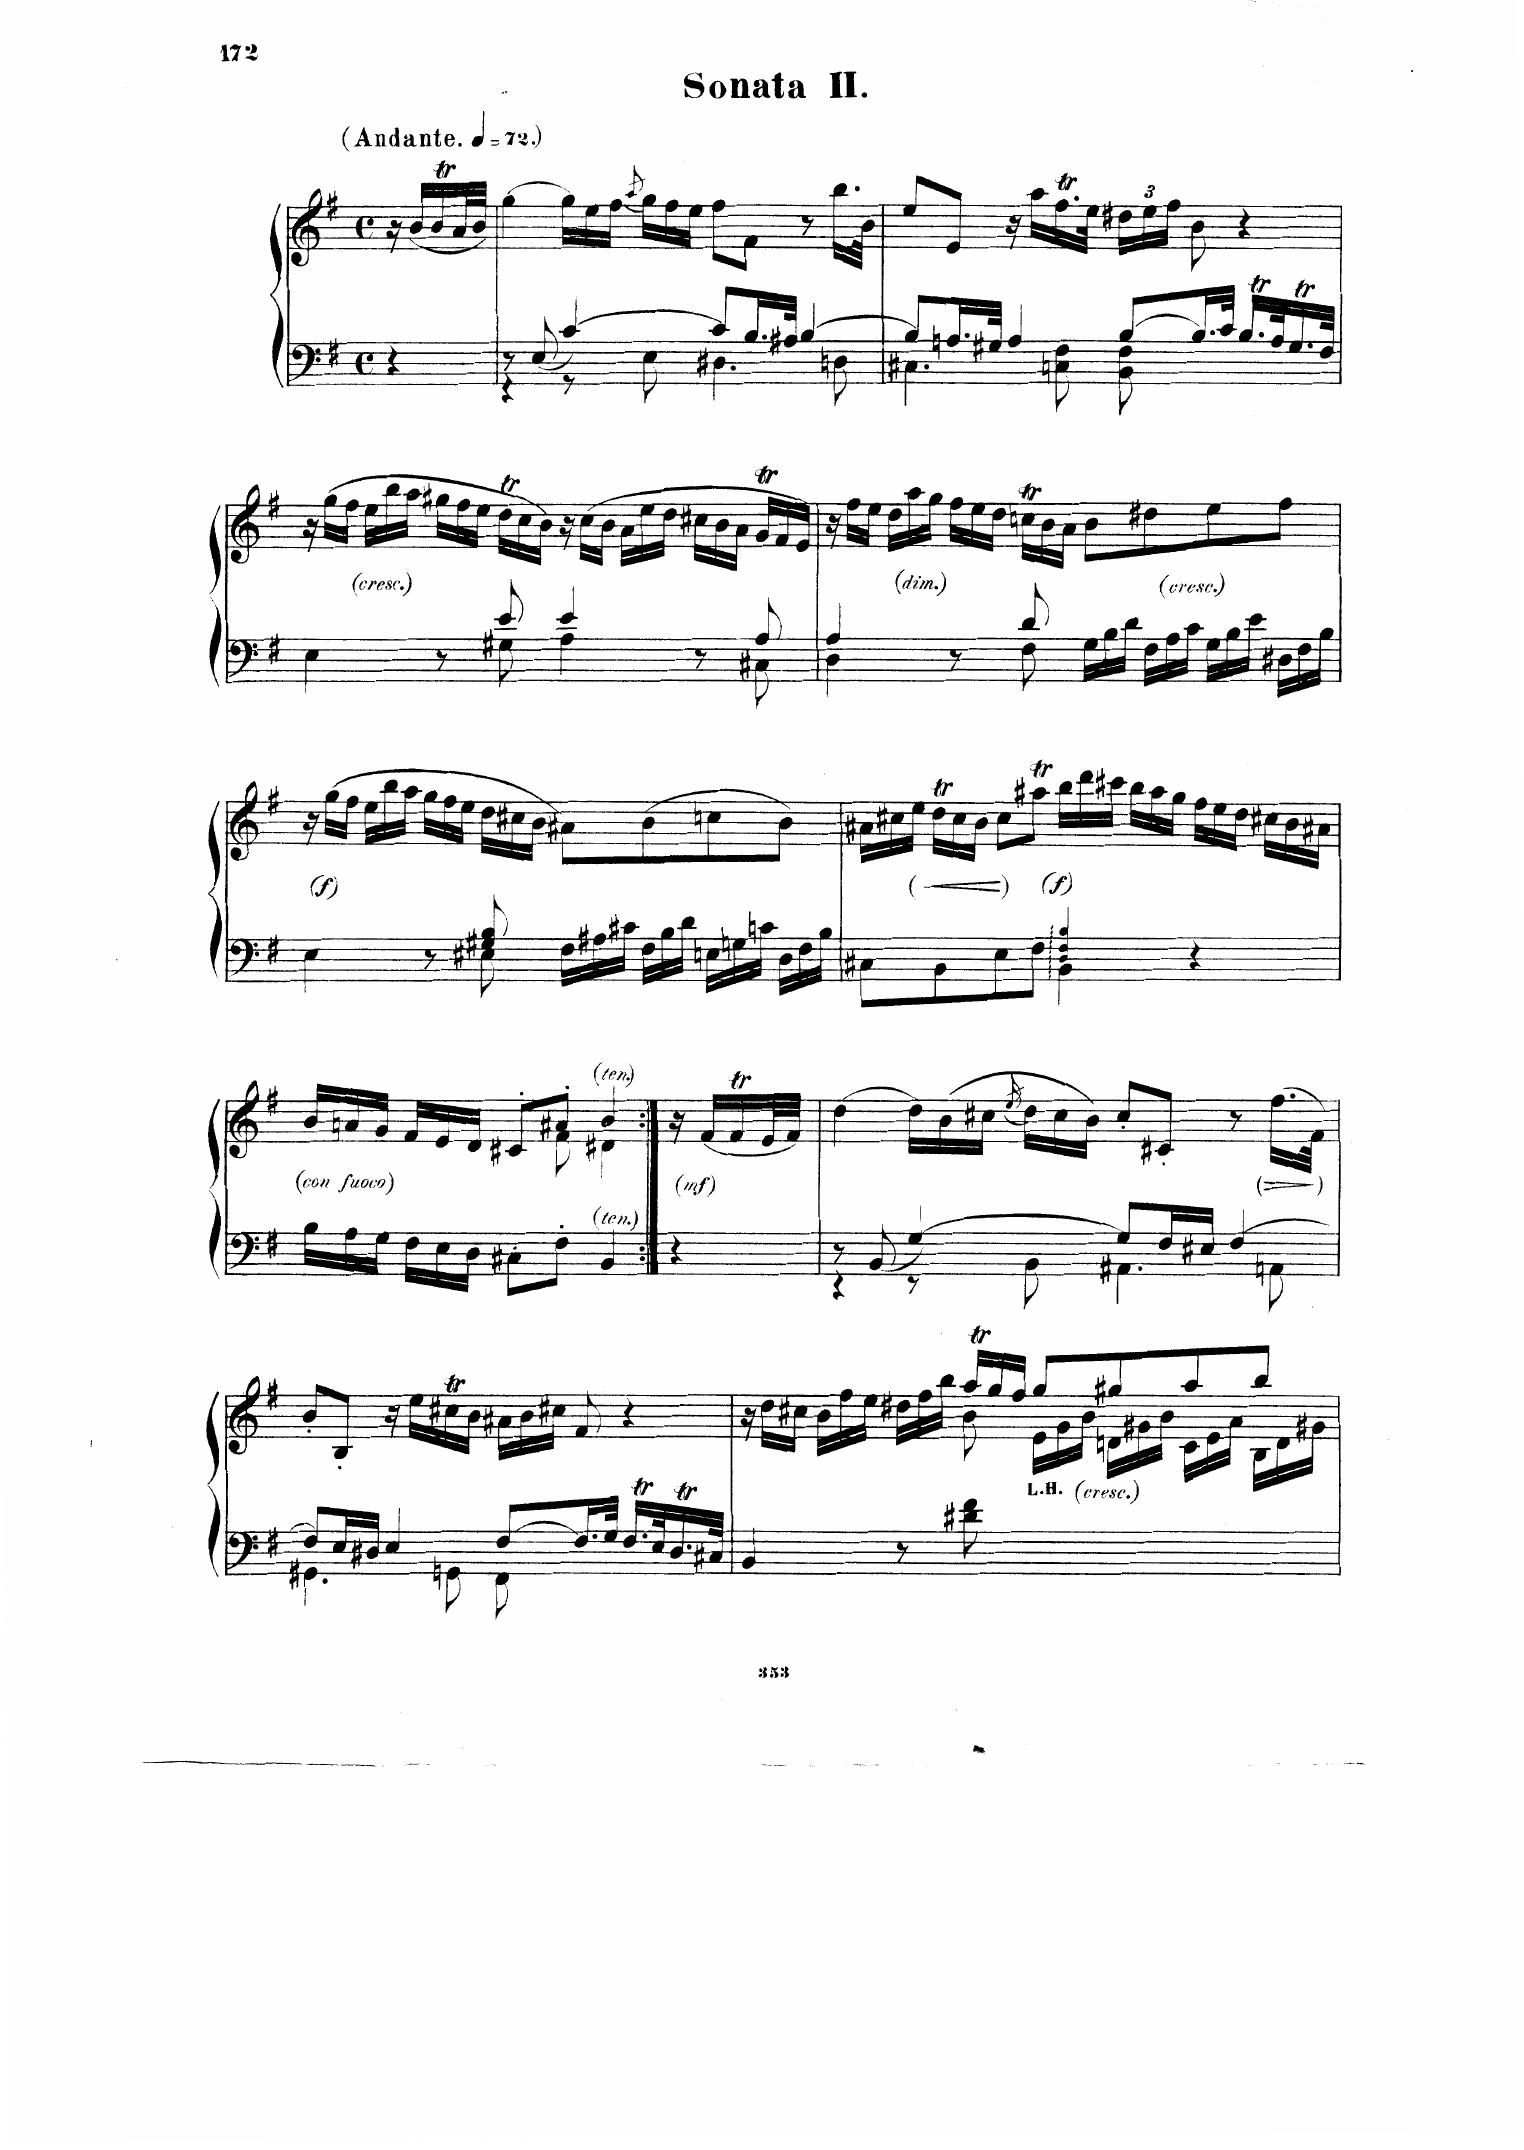 172
Sonata II.
(Andante. ♩=72.)
tr
tr
3
tr
tr
tr
tr
tr
(cresc.)
(dim.)
(cresc.)
tr
tr
(f)
(f)
(ten.)
tr
(con fuoco)
(mf)
(ten.)
tr
tr
L.H. (cresc.)
tr
tr
353